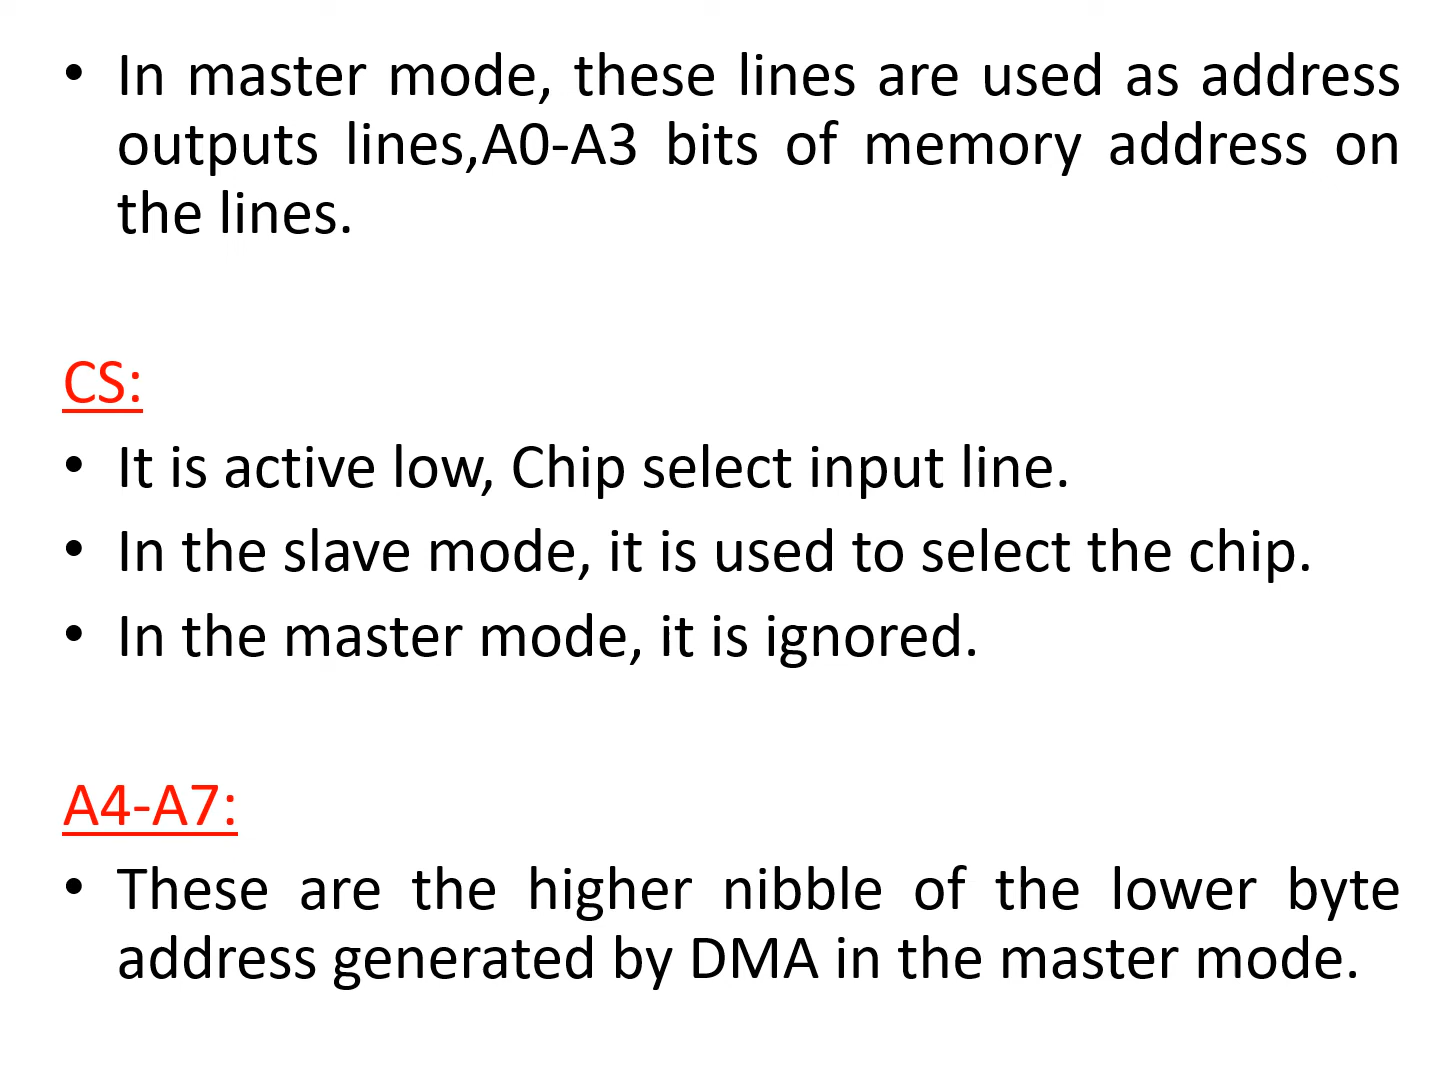 • In master mode, these lines are used as address
outputs lines,A0-A3 bits of memory address on
the lines.
CS:
• It is active low, Chip select input line.
• In the slave mode, it is used to select the chip.
• In the master mode, it is ignored.
A4-A7:
• These are the higher nibble of the lower byte
address generated by DMA in the master mode.